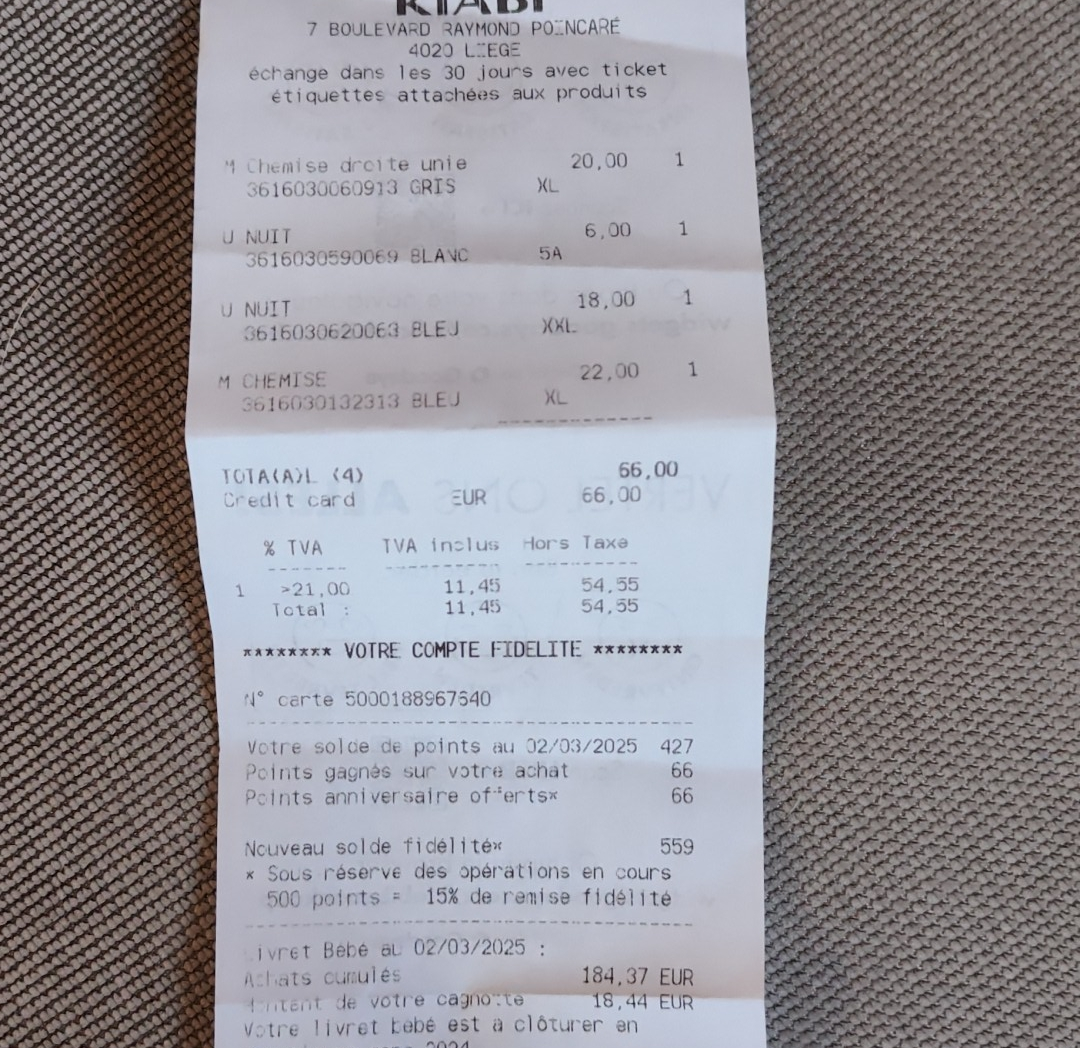 KIABI
7 BOULEVARD RAYMOND POINCARÉ
4020 LIEGE
échange dans les 30 jours avec ticket
étiquettes attachées aux produits
M Chemise droite unie 20,00 1
3616030060913 GRIS XL
U NUIT 6,00 1
3616030590069 BLANC 5A
U NUIT 18,00 1
3616030620063 BLEU XXL
M CHEMISE 22,00 1
3616030132313 BLEU XL
TOTA(A)L (4) 66,00
Credit card EUR 66,00
% TVA TVA inclus Hors Taxe
1 >21,00 11,45 54,55
Total : 11,45 54,55
******** VOTRE COMPTE FIDELITE ********
N° carte 5000188967640
Votre solde de points au 02/03/2025 427
Points gagnés sur votre achat 66
Points anniversaire offerts* 66
Nouveau solde fidélité* 559
* Sous réserve des opérations en cours
500 points = 15% de remise fidélité
Livret Bébé au 02/03/2025 :
Achats cumulés 184,37 EUR
Montant de votre cagnotte 18,44 EUR
Votre livret bébé est à clôturer en
2024